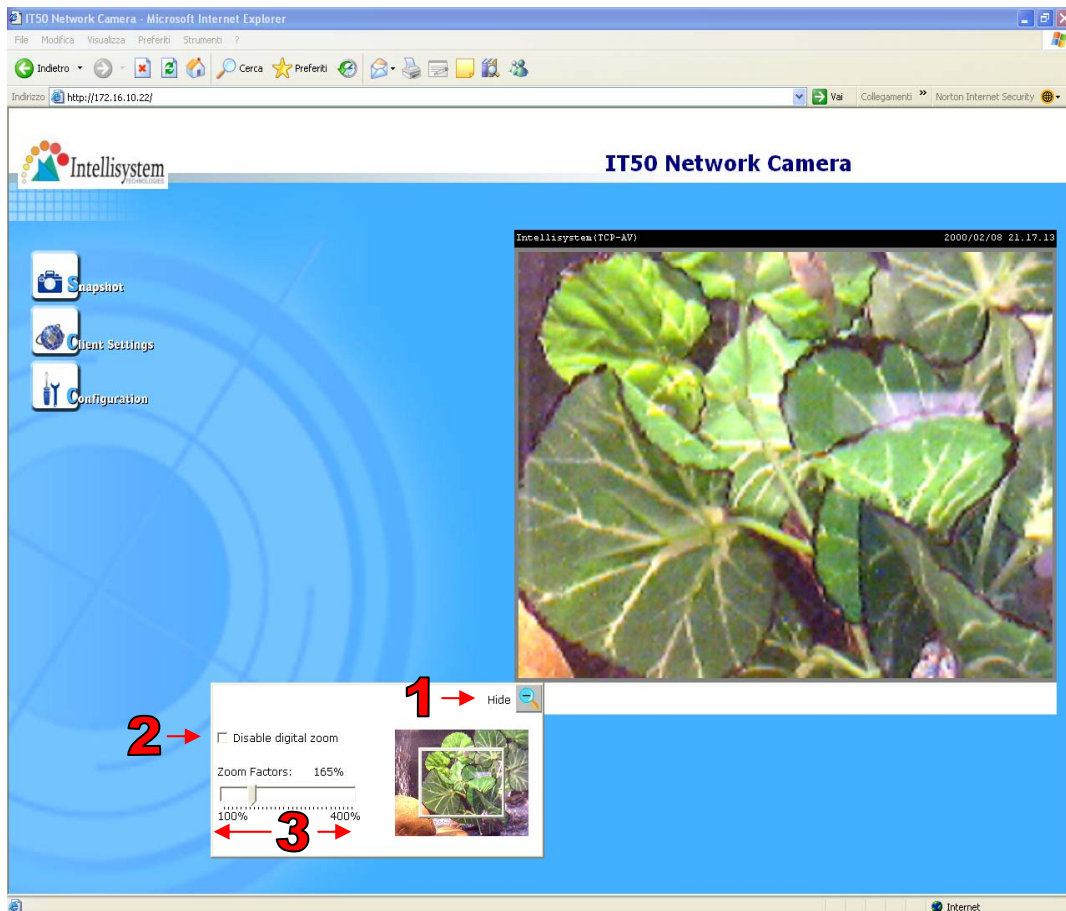 IT50 Network Camera - Microsoft Internet Explorer
File Modifica Visualizza Preferiti Strumenti ?
Indietro Cerca Preferiti
Indirizzo http://172.16.10.22/ Vai Collegamenti » Norton Internet Security
Intellisystem
TECHNOLOGIES
IT50 Network Camera
Intellisystem(TCP-AV) 2000/02/08 21.17.13
Snapshot
Client Settings
Configuration
1 Hide
2 Disable digital zoom
Zoom Factors: 165%
100% 400%
3
Internet